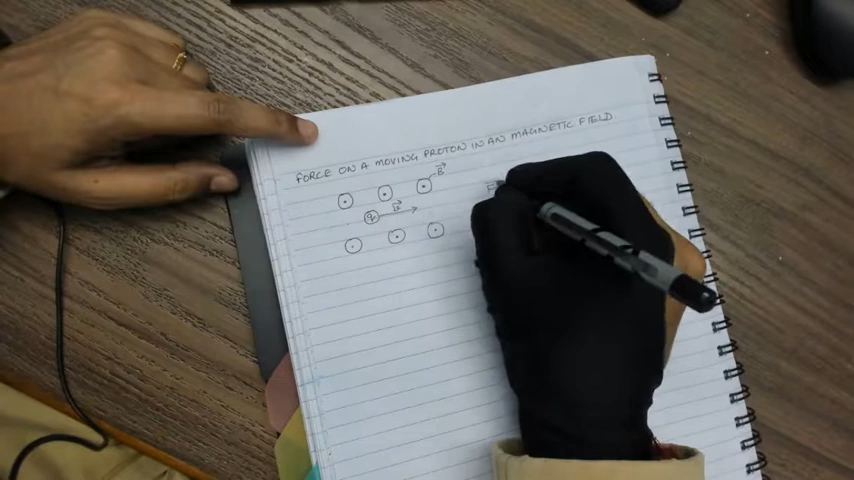 FORCE ON A MOVING PROTON IN AN MAGNETIC FIELD
B⃗
q v⃗
F